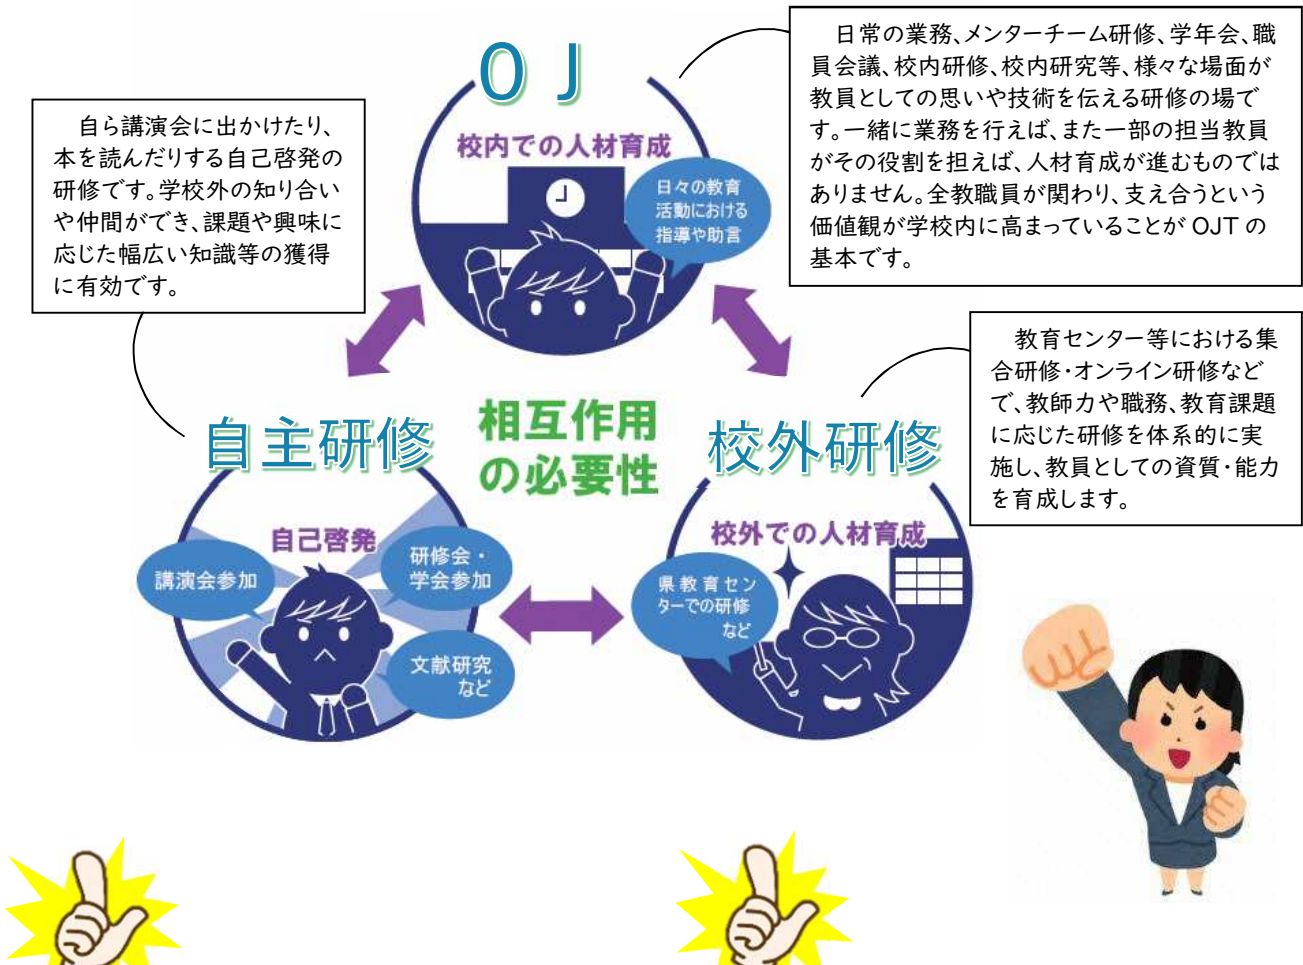 OJ
校内での人材育成
日々の教育
活動における
指導や助言
日常の業務、メンターチーム研修、学年会、職
員会議、校内研修、校内研究等、様々な場面が
教員としての思いや技術を伝える研修の場で
す。一緒に業務を行えば、また一部の担当教員
がその役割を担えば、人材育成が進むものでは
ありません。全教職員が関わり、支え合うという
価値観が学校内に高まっていることが OJT の
基本です。
自ら講演会に出かけたり、
本を読んだりする自己啓発の
研修です。学校外の知り合い
や仲間ができ、課題や興味に
応じた幅広い知識等の獲得
に有効です。
教育センター等における集
合研修・オンライン研修など
で、教師力や職務、教育課題
に応じた研修を体系的に実
施し、教員としての資質・能力
を育成します。
相互作用
の必要性
自主研修
自己啓発
講演会参加
研修会・
学会参加
文献研究
など
校外研修
校外での人材育成
県教育セン
ターでの研修
など